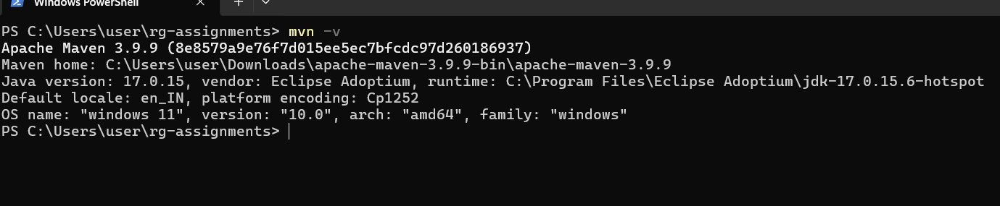 Windows PowerShell
PS C:\Users\user\rg-assignments> mvn -v
Apache Maven 3.9.9 (8e8579a9e76f7d015ee5ec7bfcdc97d260186937)
Maven home: C:\Users\user\Downloads\apache-maven-3.9.9-bin\apache-maven-3.9.9
Java version: 17.0.15, vendor: Eclipse Adoptium, runtime: C:\Program Files\Eclipse Adoptium\jdk-17.0.15.6-hotspot
Default locale: en_IN, platform encoding: Cp1252
OS name: "windows 11", version: "10.0", arch: "amd64", family: "windows"
PS C:\Users\user\rg-assignments>